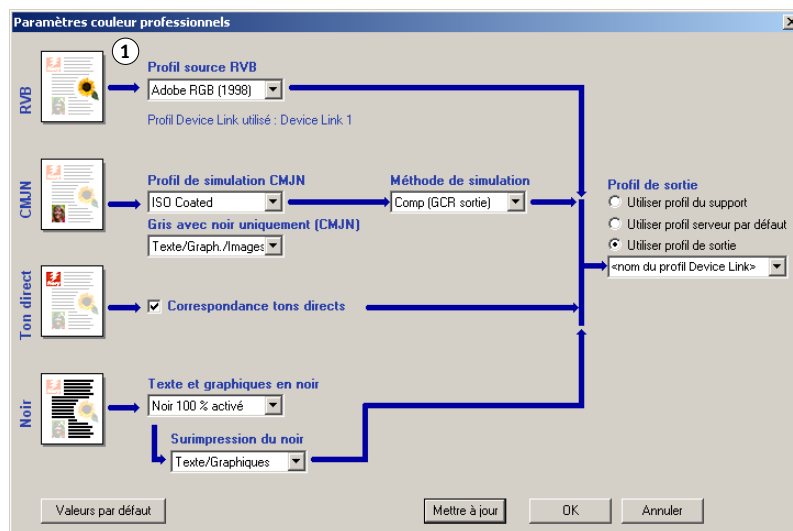 Paramètres couleur professionnels
1
RVB
Profil source RVB
Adobe RGB (1998)
Profil Device Link utilisé : Device Link 1
CMJN
Profil de simulation CMJN
ISO Coated
Méthode de simulation
Comp (GCR sortie)
Gris avec noir uniquement (CMJN)
Texte/Graph./Images
Profil de sortie
Utiliser profil du support
Utiliser profil serveur par défaut
Utiliser profil de sortie
<nom du profil Device Link>
Ton direct
Correspondance tons directs
Noir
Texte et graphiques en noir
Noir 100 % activé
Surimpression du noir
Texte/Graphiques
Valeurs par défaut
Mettre à jour
OK
Annuler